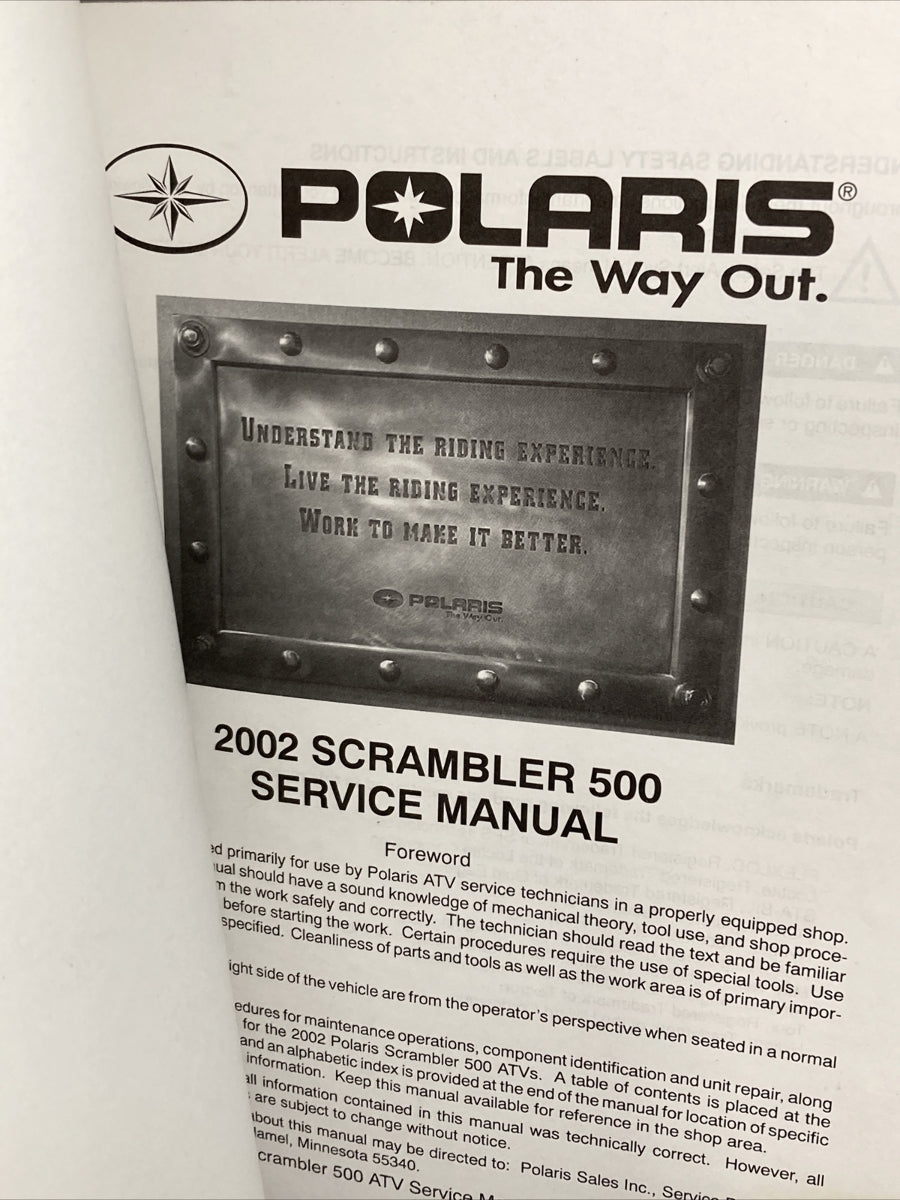 POLARIS®
The Way Out.
UNDERSTAND THE RIDING EXPERIENCE.
LIVE THE RIDING EXPERIENCE.
WORK TO MAKE IT BETTER.
POLARIS
The Way Out.
2002 SCRAMBLER 500
SERVICE MANUAL
Foreword
primarily for use by Polaris ATV service technicians in a properly equipped shop.
should have a sound knowledge of mechanical theory, tool use, and shop proce-
the work safely and correctly. The technician should read the text and be familiar
before starting the work. Certain procedures require the use of special tools. Use
specified. Cleanliness of parts and tools as well as the work area is of primary impor-
side of the vehicle are from the operator's perspective when seated in a normal
for maintenance operations, component identification and unit repair, along
for the 2002 Polaris Scrambler 500 ATVs. A table of contents is placed at the
and an alphabetic index is provided at the end of the manual for location of specific
information. Keep this manual available for reference in the shop area.
all information contained in this manual was technically correct. However, all
are subject to change without notice.
about this manual may be directed to: Polaris Sales Inc., Service
Minnesota 55340.
500 ATV Service